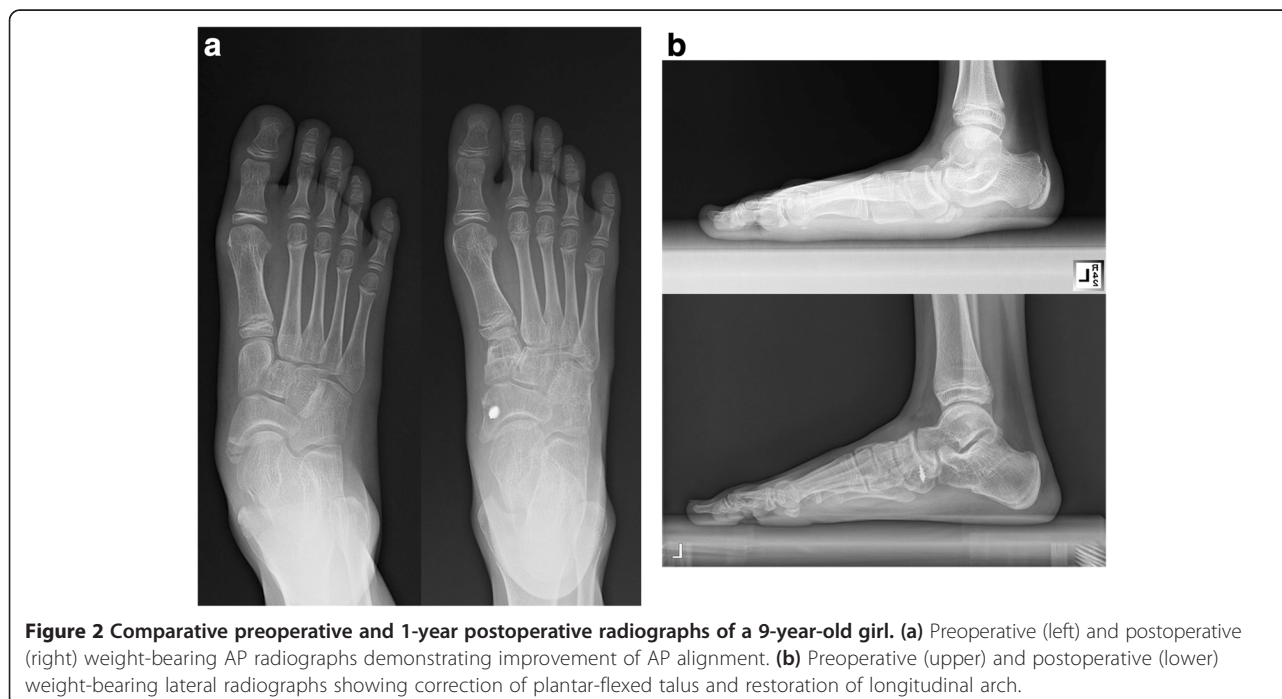 a
b
R42
L
L
Figure 2 Comparative preoperative and 1-year postoperative radiographs of a 9-year-old girl. (a) Preoperative (left) and postoperative
(right) weight-bearing AP radiographs demonstrating improvement of AP alignment. (b) Preoperative (upper) and postoperative (lower)
weight-bearing lateral radiographs showing correction of plantar-flexed talus and restoration of longitudinal arch.